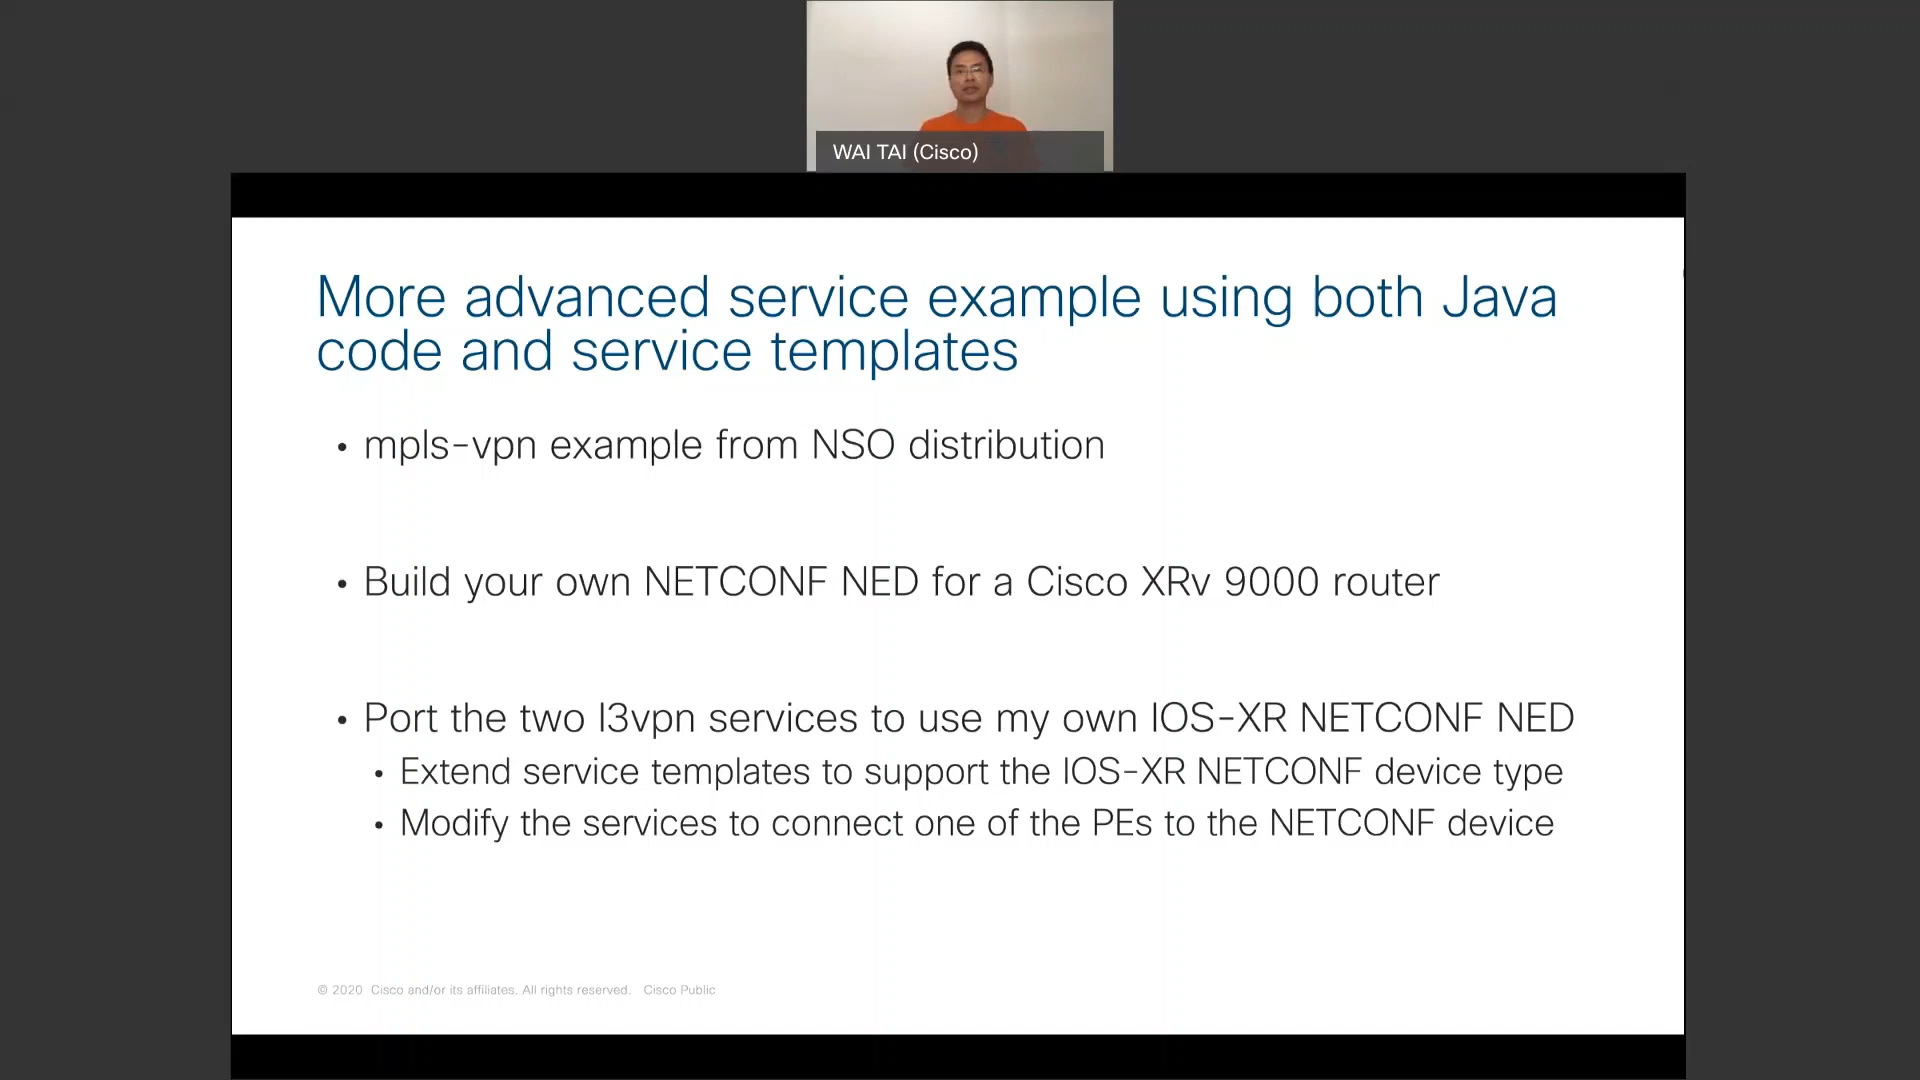 WAI TAI (Cisco)
More advanced service example using both Java
code and service templates
• mpls-vpn example from NSO distribution
• Build your own NETCONF NED for a Cisco XRv 9000 router
• Port the two l3vpn services to use my own IOS-XR NETCONF NED
• Extend service templates to support the IOS-XR NETCONF device type
• Modify the services to connect one of the PEs to the NETCONF device
© 2020 Cisco and/or its affiliates. All rights reserved. Cisco Public